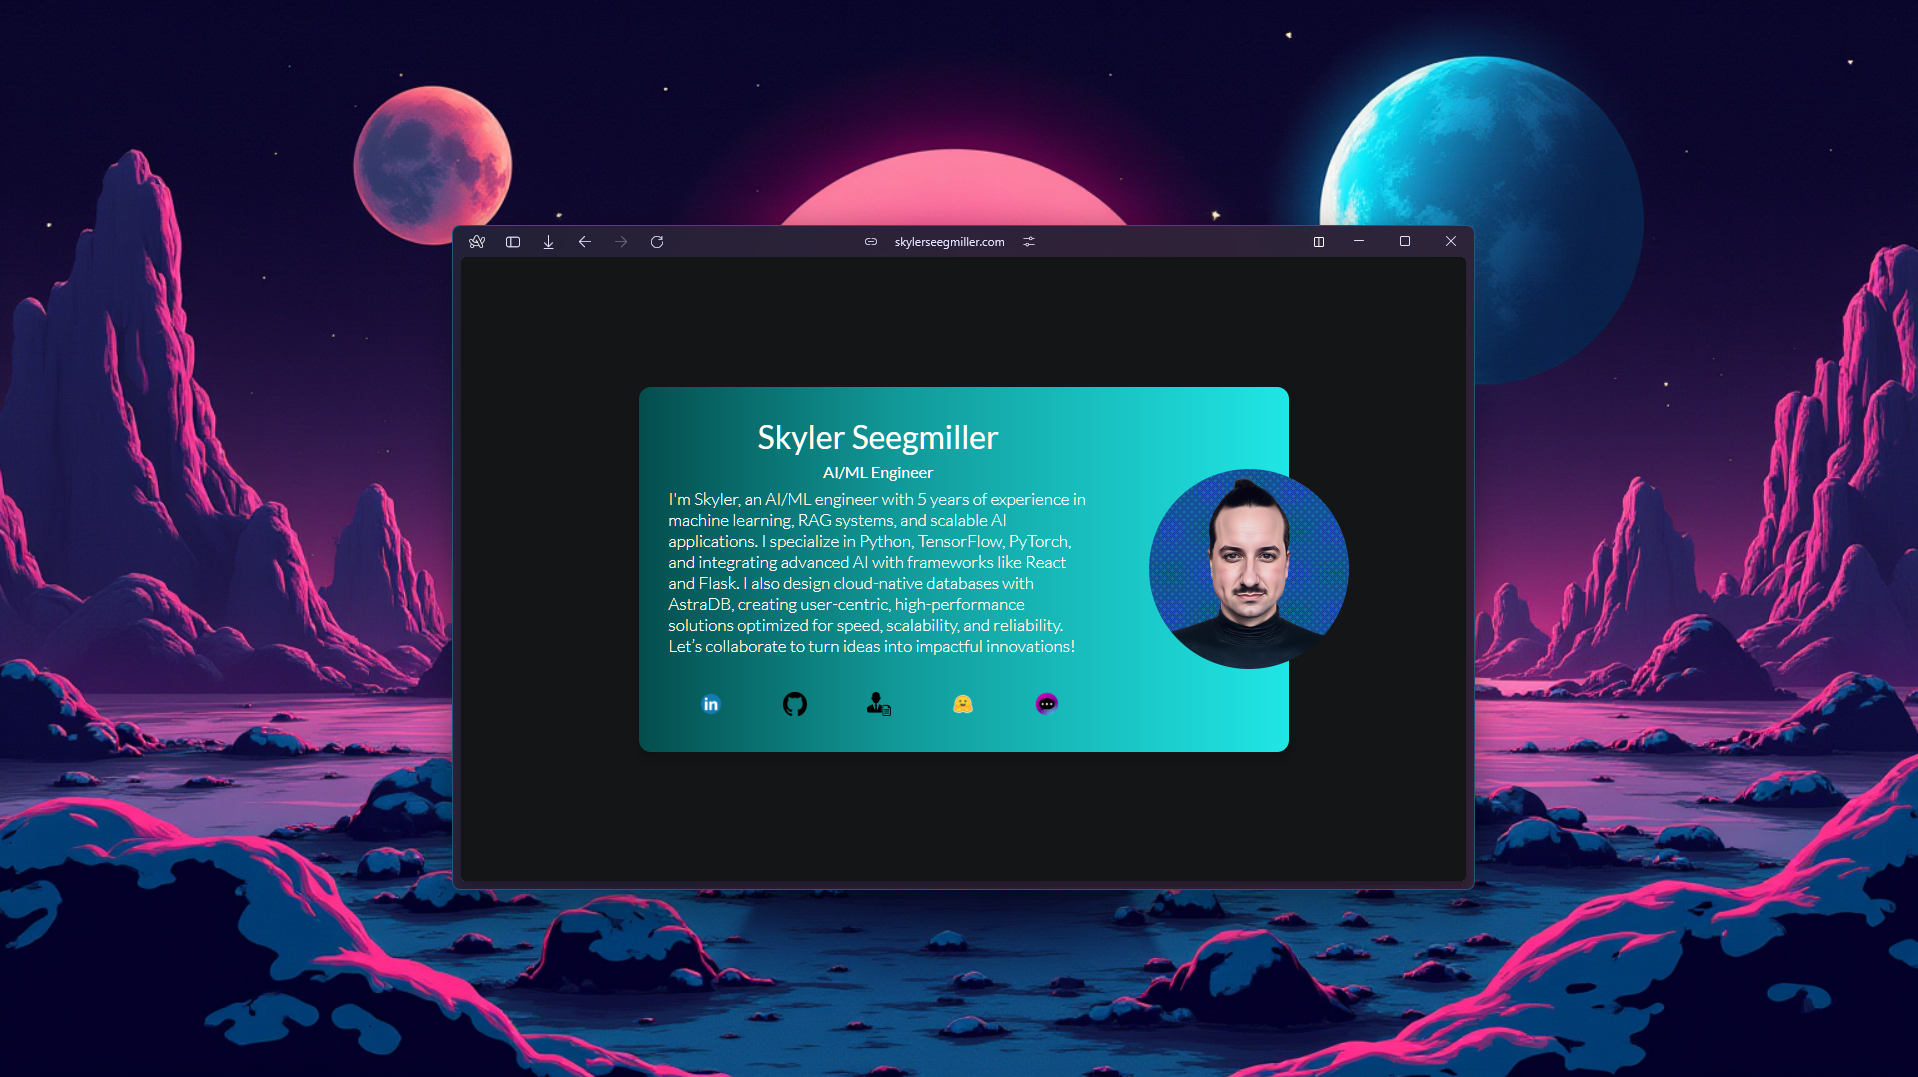 skylerseegmiller.com
Skyler Seegmiller
AI/ML Engineer
I'm Skyler, an AI/ML engineer with 5 years of experience in
machine learning, RAG systems, and scalable AI
applications. I specialize in Python, TensorFlow, PyTorch,
and integrating advanced AI with frameworks like React
and Flask. I also design cloud-native databases with
AstraDB, creating user-centric, high-performance
solutions optimized for speed, scalability, and reliability.
Let’s collaborate to turn ideas into impactful innovations!
in